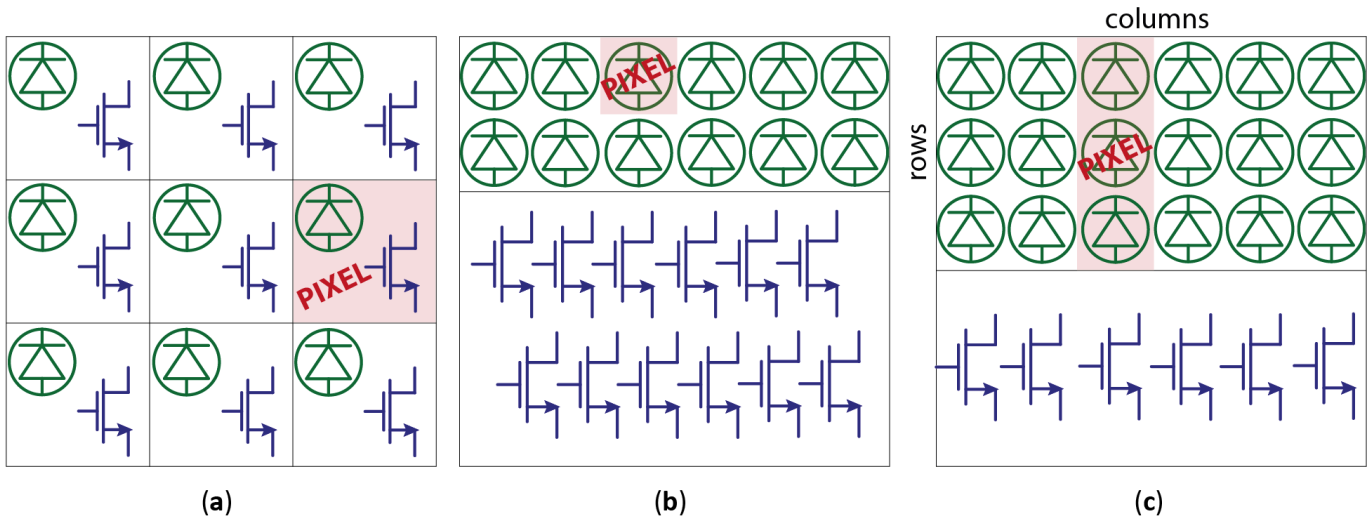 columns
rows
PIXEL
PIXEL
PIXEL
(a)
(b)
(c)